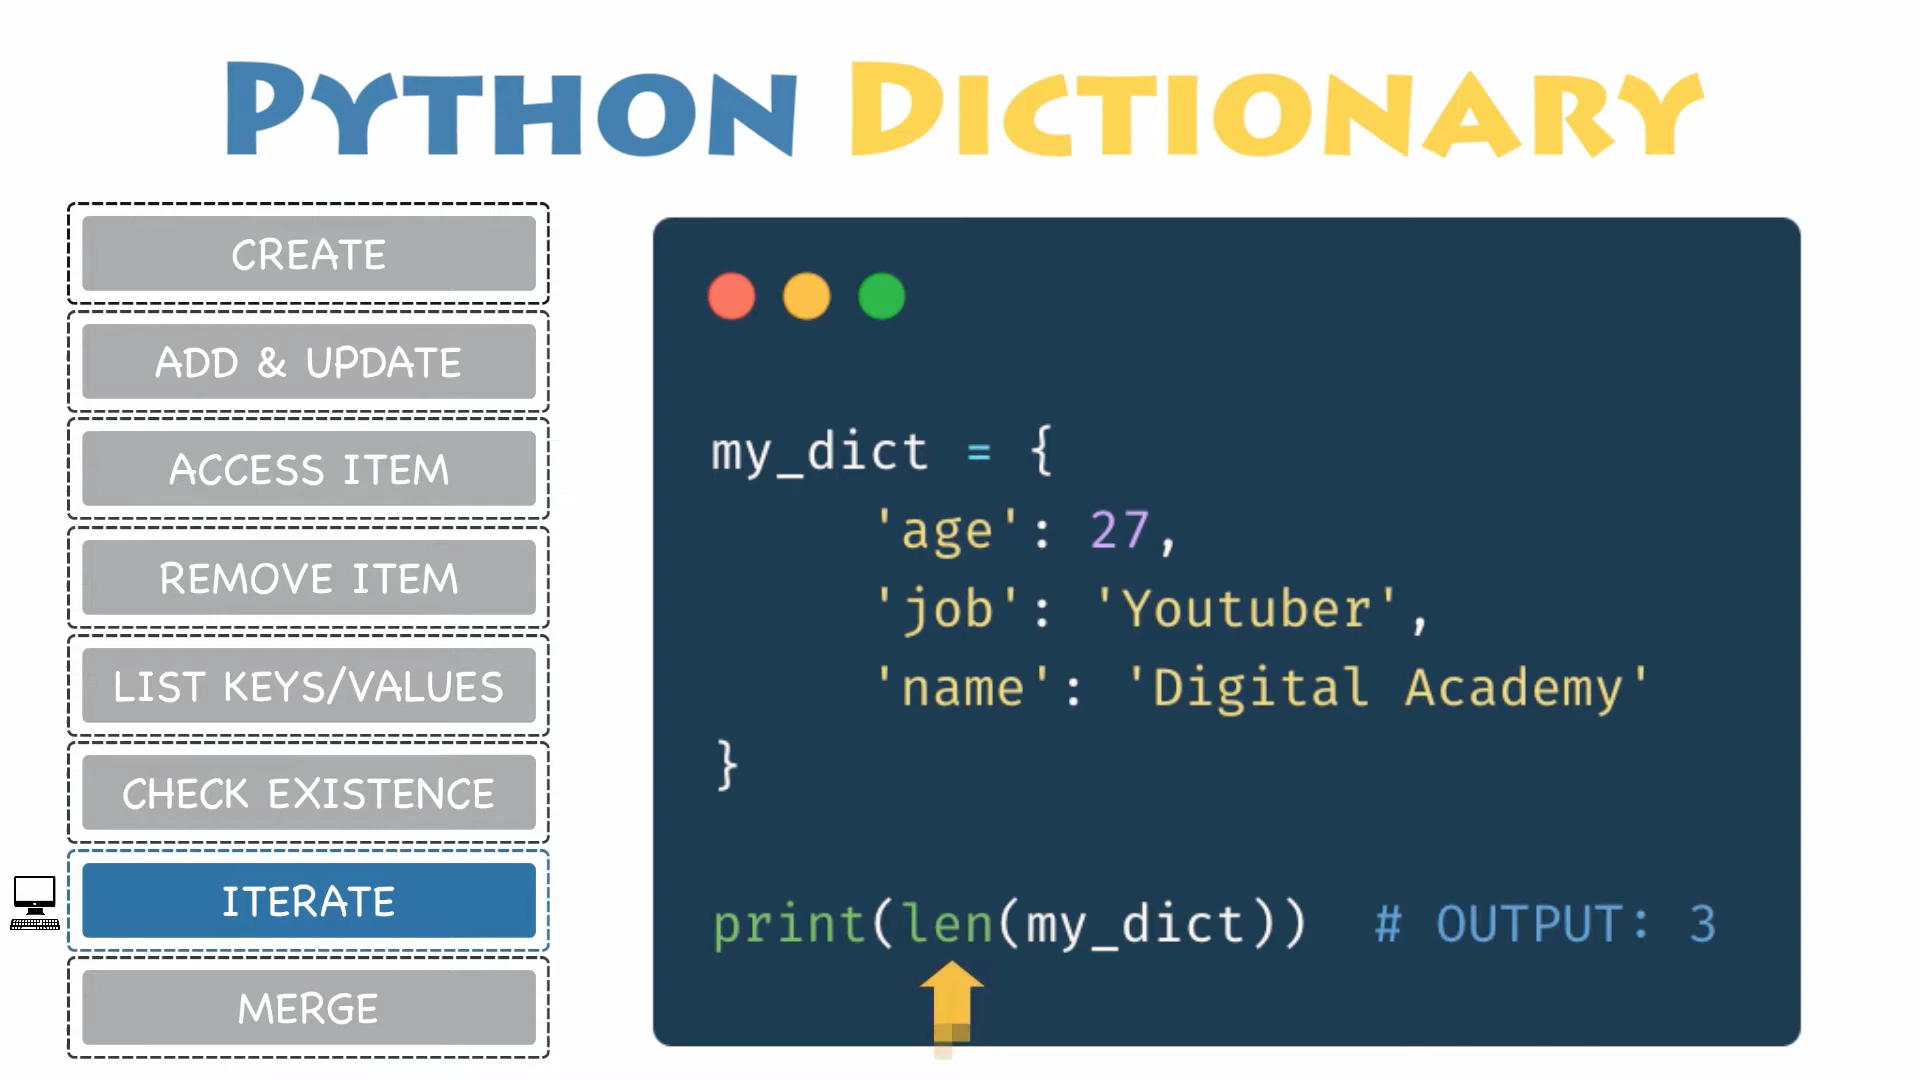 PYTHON DICTIONARY
CREATE
ADD & UPDATE
ACCESS ITEM
REMOVE ITEM
LIST KEYS/VALUES
CHECK EXISTENCE
ITERATE
MERGE
my_dict = {
'age': 27,
'job': 'Youtuber',
'name': 'Digital Academy'
}
print(len(my_dict)) # OUTPUT: 3